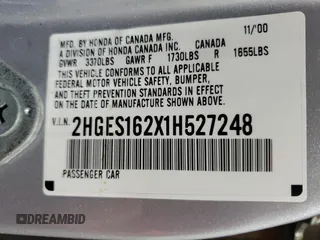 MFD. BY HONDA OF CANADA MFG. 11/'00
A DIVISION OF HONDA CANADA INC. CANADA
GVWR 3370LBS GAWR F 1730LBS R 1655LBS
THIS VEHICLE CONFORMS TO ALL APPLICABLE
FEDERAL MOTOR VEHICLE SAFETY, BUMPER,
AND THEFT PREVENTION STANDARDS IN EFFECT
ON THE DATE OF MANUFACTURE SHOWN ABOVE.
V.I.N. 2HGES162X1H527248
PASSENGER CAR
DREAMBID